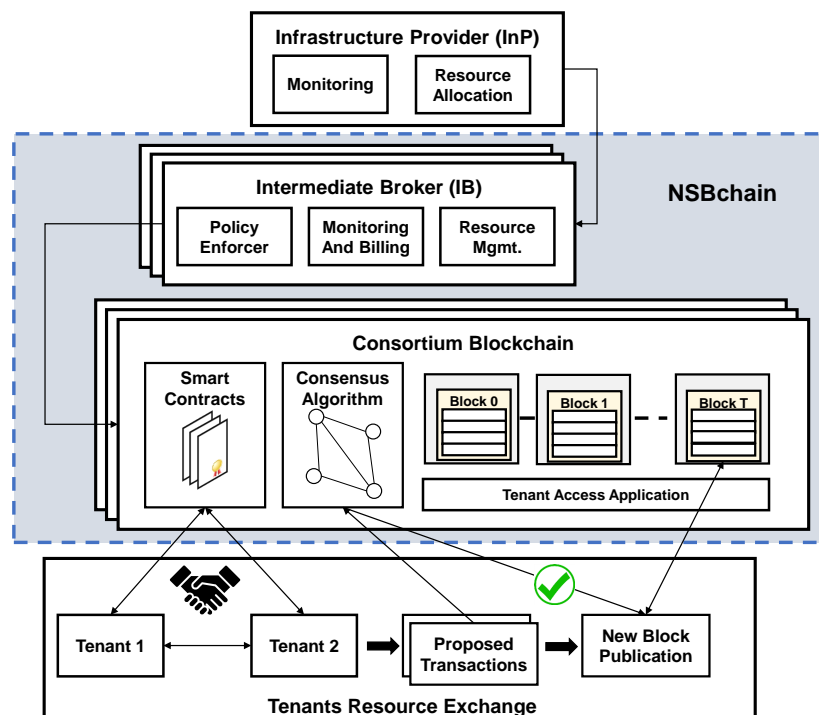 Infrastructure Provider (InP)
Monitoring
Resource
Allocation
NSBchain
Intermediate Broker (IB)
Policy
Enforcer
Monitoring
And Billing
Resource
Mgmt.
Consortium Blockchain
Smart
Contracts
Consensus
Algorithm
Block 0
Block 1
Block T
Tenant Access Application
Tenant 1
Tenant 2
Proposed
Transactions
New Block
Publication
Tenants Resource Exchange